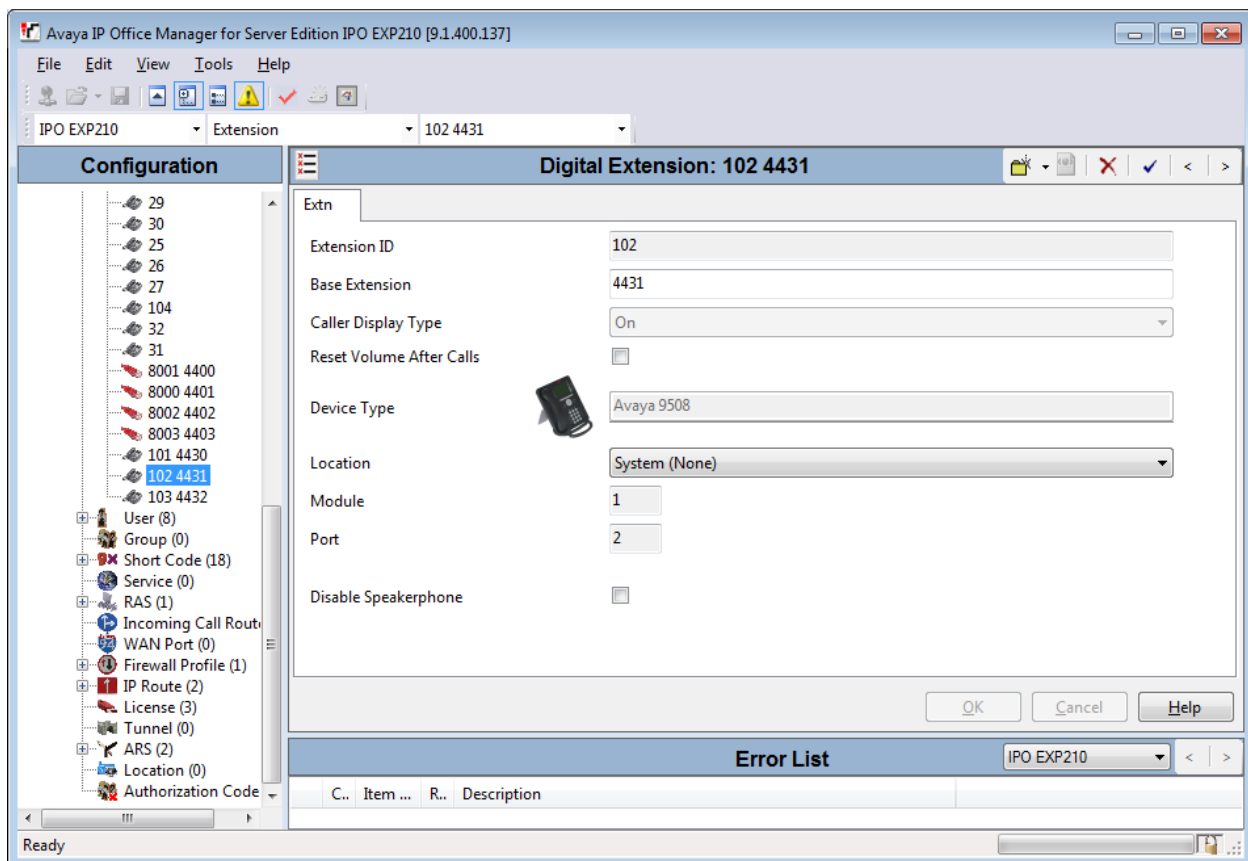 Avaya IP Office Manager for Server Edition IPO EXP210 [9.1.400.137]
File Edit View Tools Help
IPO EXP210 Extension 102 4431
Configuration
29
30
25
26
27
104
32
31
8001 4400
8000 4401
8002 4402
8003 4403
101 4430
102 4431
103 4432
User (8)
Group (0)
Short Code (18)
Service (0)
RAS (1)
Incoming Call Route
WAN Port (0)
Firewall Profile (1)
IP Route (2)
License (3)
Tunnel (0)
ARS (2)
Location (0)
Authorization Code
Digital Extension: 102 4431
Extn
Extension ID 102
Base Extension 4431
Caller Display Type On
Reset Volume After Calls
Device Type Avaya 9508
Location System (None)
Module 1
Port 2
Disable Speakerphone
OK Cancel Help
Error List IPO EXP210
C.. Item ... R.. Description
Ready